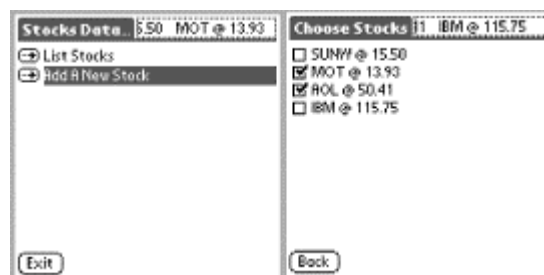 Stocks Data... 5.50 MOT @ 13.93
List Stocks
Add A New Stock
Exit
Choose Stocks 11 IBM @ 115.75
SUNW @ 15.50
MOT @ 13.93
AOL @ 50.41
IBM @ 115.75
Back